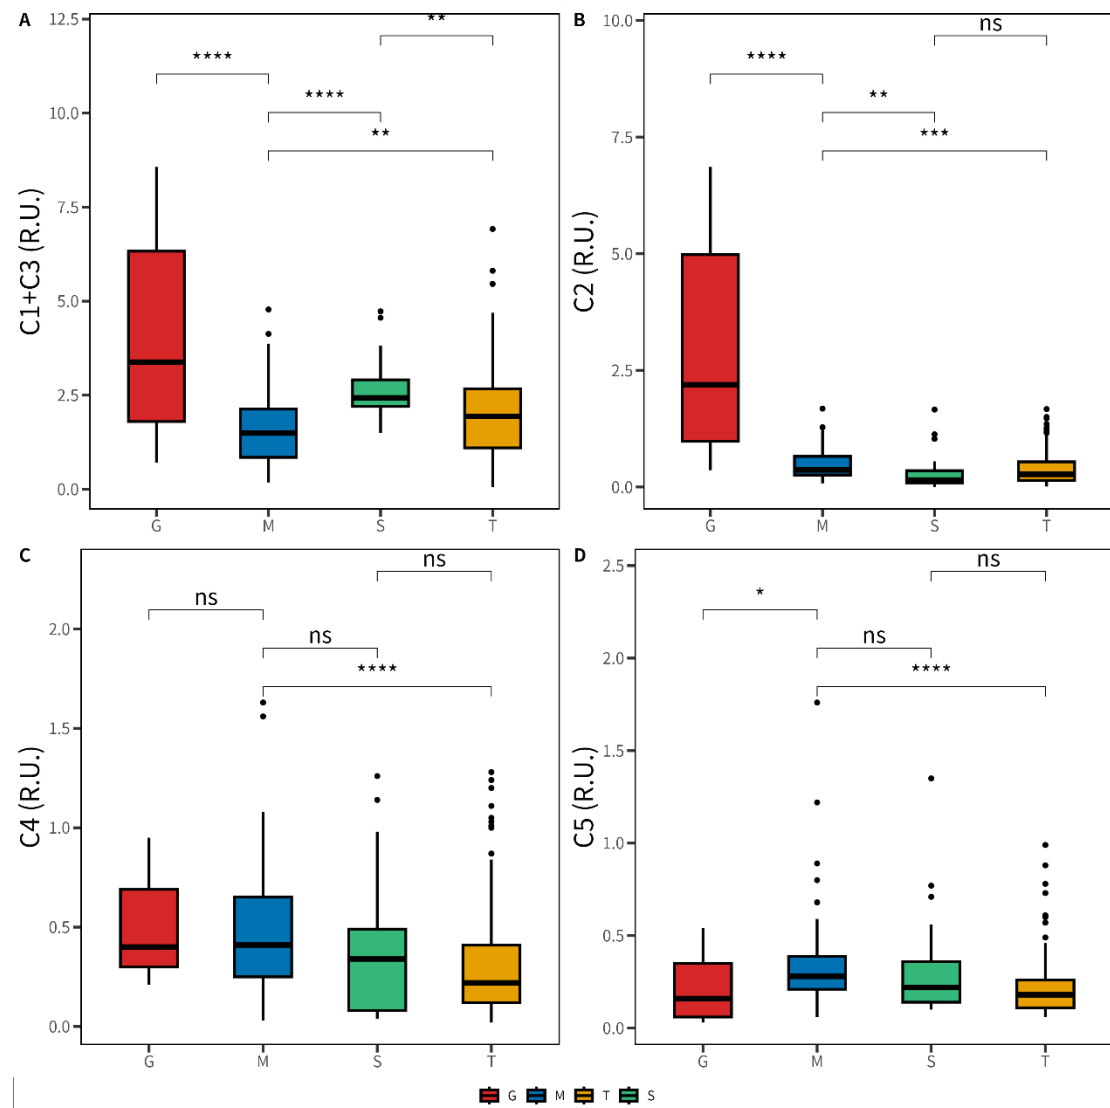 A
C1+C3 (R.U.)
12.5
10.0
7.5
5.0
2.5
0.0
**
****
****
**
G M S T
B
C2 (R.U.)
10.0
7.5
5.0
2.5
0.0
ns
****
**
***
G M S T
C
C4 (R.U.)
2.0
1.5
1.0
0.5
0.0
ns
ns
ns
****
G M S T
D
C5 (R.U.)
2.5
2.0
1.5
1.0
0.5
0.0
ns
*
ns
****
G M S T
G M T S